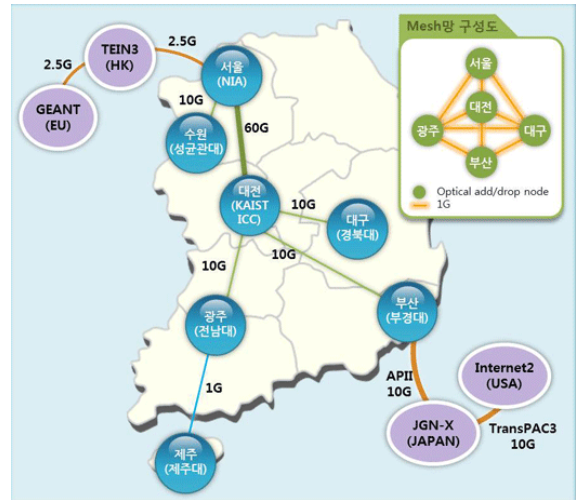 Mesh망 구성도
서울
대전
광주
대구
부산
Optical add/drop node
1G
TEIN3
(HK)
2.5G
2.5G
GEANT
(EU)
서울
(NIA)
10G
수원
(성균관대)
60G
대전
(KAIST
ICC)
10G
대구
(경북대)
10G
10G
광주
(전남대)
부산
(부경대)
1G
제주
(제주대)
APII
10G
Internet2
(USA)
JGN-X
(JAPAN)
TransPAC3
10G